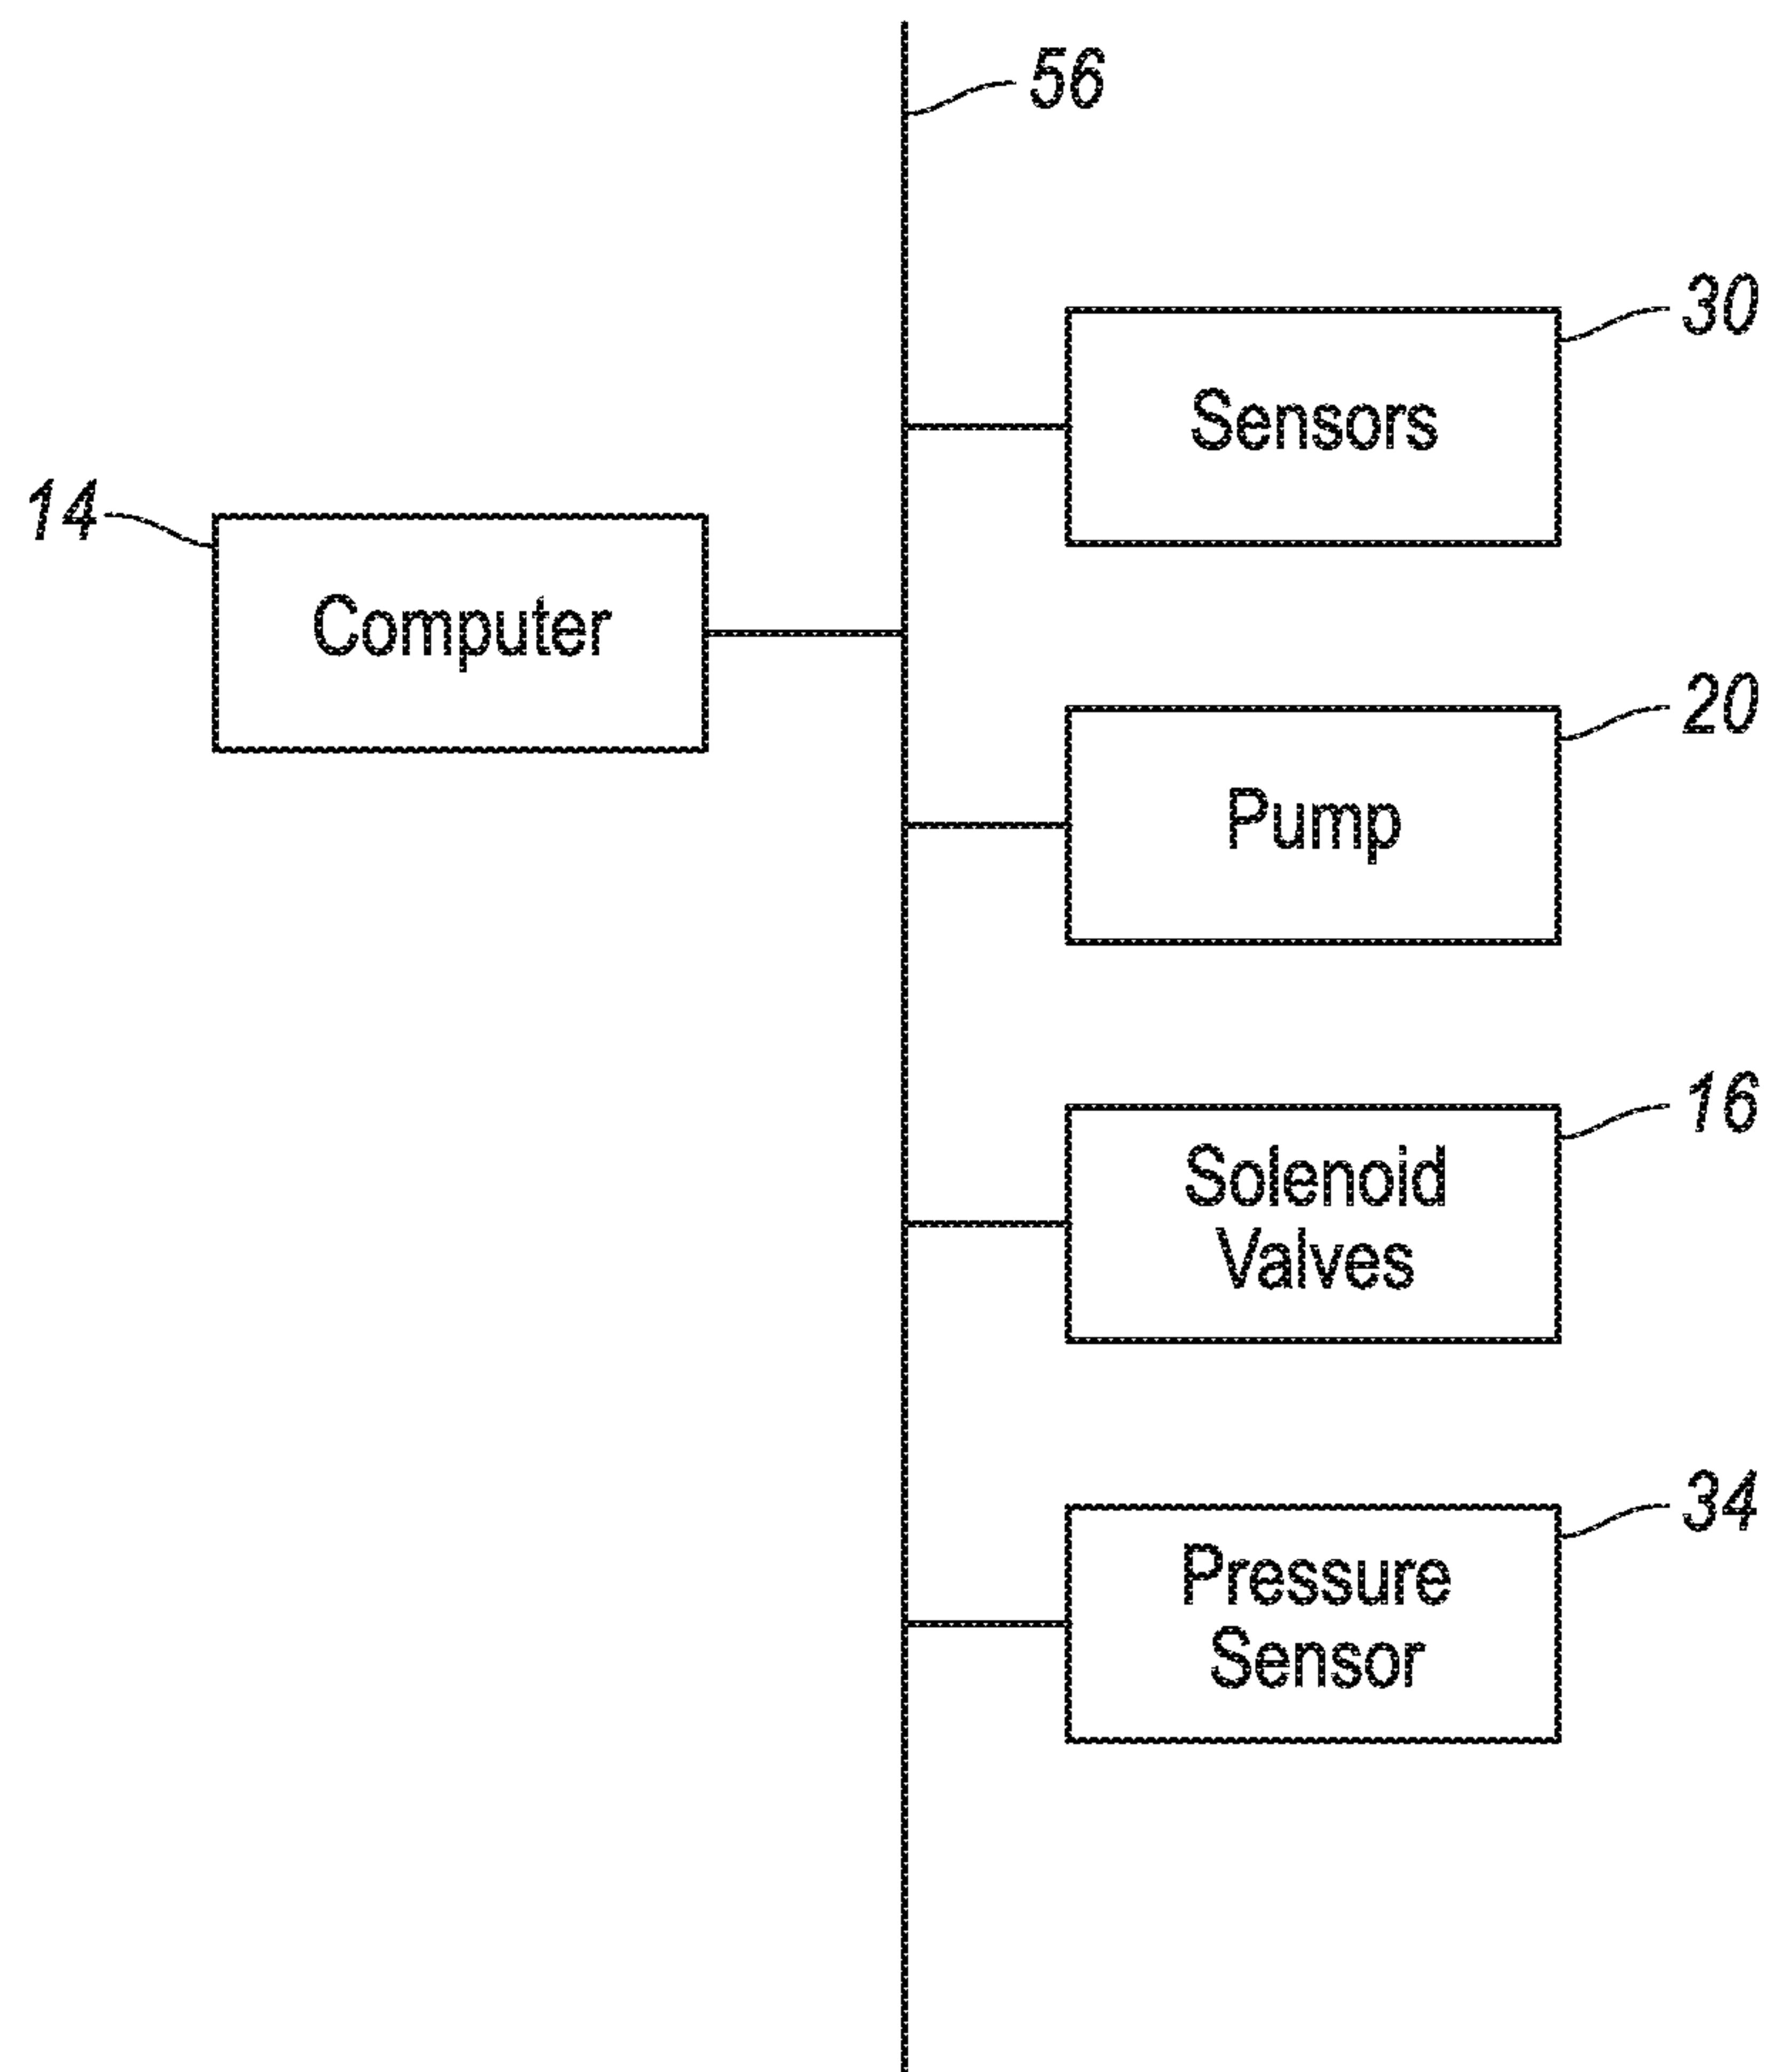 56
30
Sensors
14
Computer
20
Pump
16
Solenoid
Valves
34
Pressure
Sensor